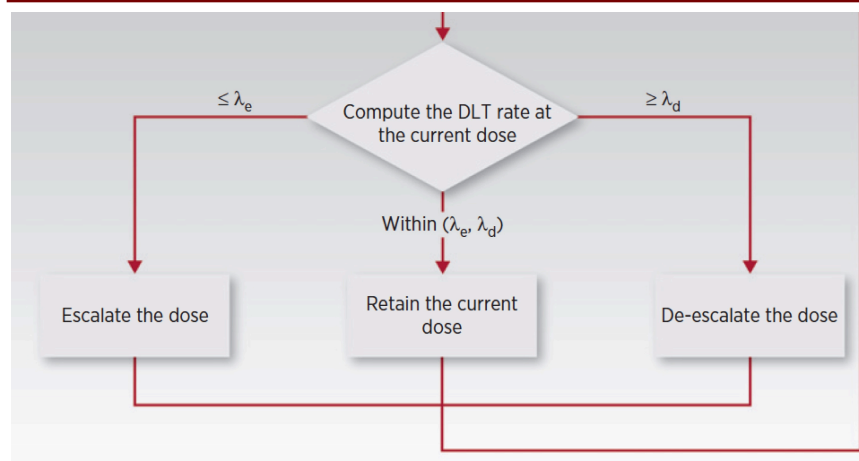 ≤ λe
Compute the DLT rate at
the current dose
≥ λd
Within (λe, λd)
Escalate the dose
Retain the current
dose
De-escalate the dose